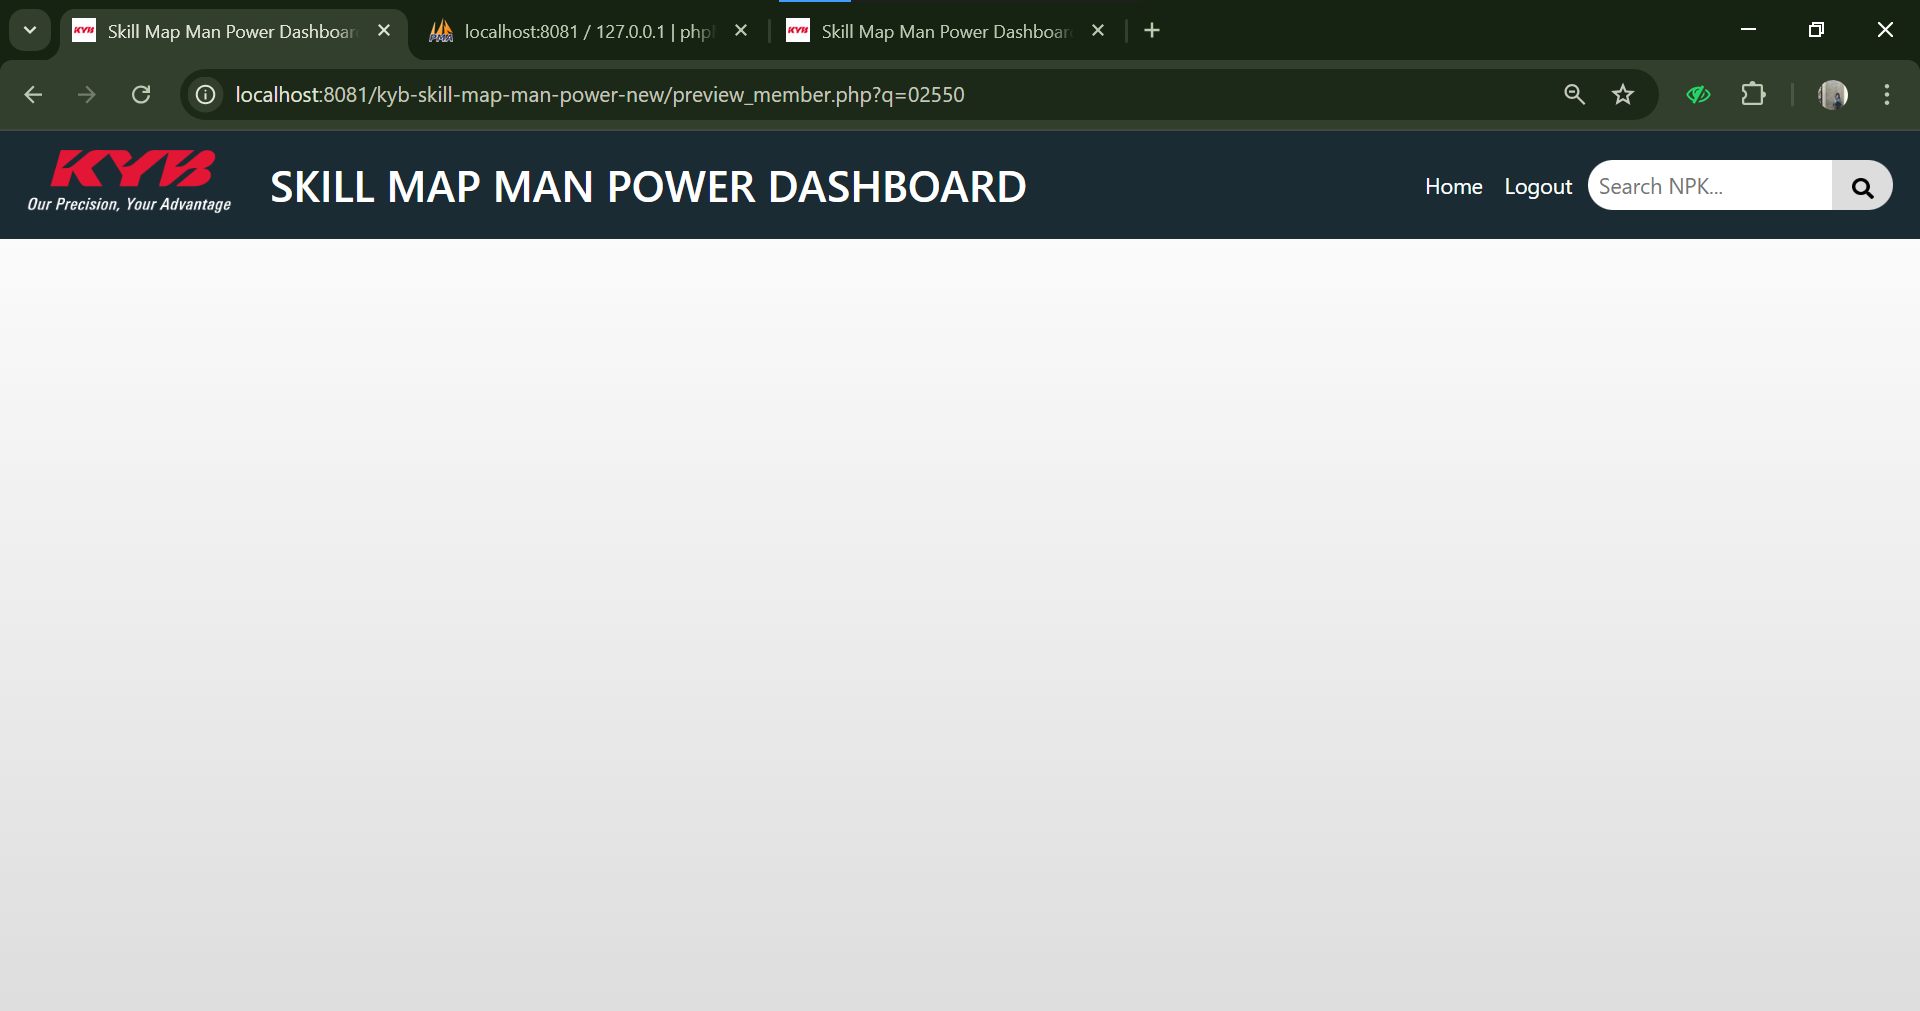 Skill Map Man Power Dashboar
localhost:8081 / 127.0.0.1 | php
Skill Map Man Power Dashboar
localhost:8081/kyb-skill-map-man-power-new/preview_member.php?q=02550
KYB
Our Precision, Your Advantage
SKILL MAP MAN POWER DASHBOARD
Home
Logout
Search NPK...